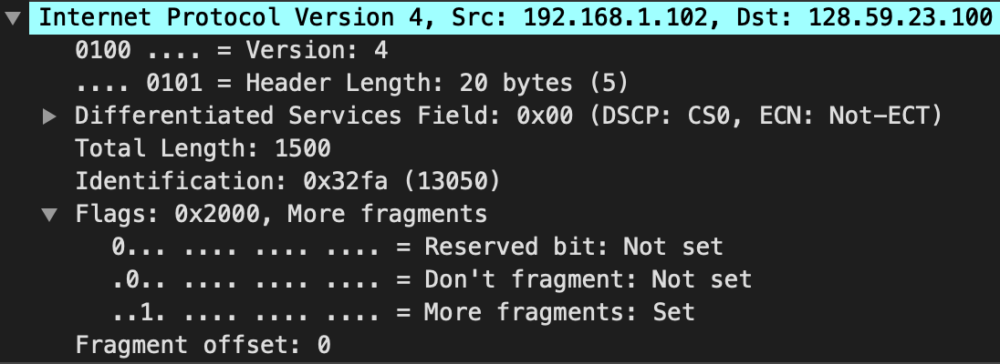 Internet Protocol Version 4, Src: 192.168.1.102, Dst: 128.59.23.100
0100 .... = Version: 4
.... 0101 = Header Length: 20 bytes (5)
Differentiated Services Field: 0x00 (DSCP: CS0, ECN: Not-ECT)
Total Length: 1500
Identification: 0x32fa (13050)
Flags: 0x2000, More fragments
0... .... .... .... = Reserved bit: Not set
.0.. .... .... .... = Don't fragment: Not set
..1. .... .... .... = More fragments: Set
Fragment offset: 0